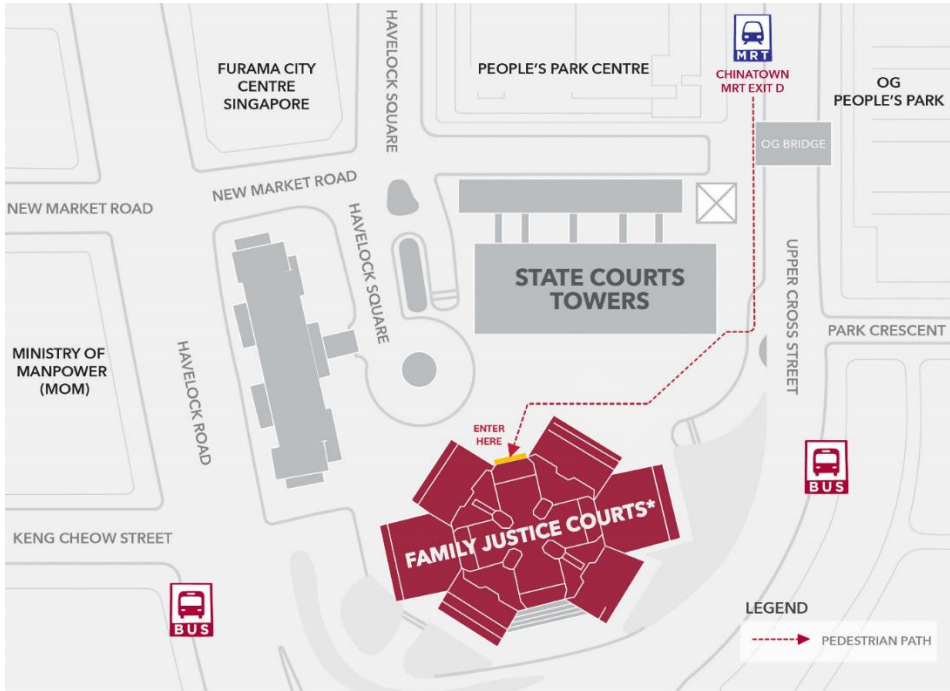 HAVELOCK SQUARE
MRT
FURAMA CITY
CENTRE
SINGAPORE
PEOPLE'S PARK CENTRE
CHINATOWN
MRT EXIT D
OG
PEOPLE'S PARK
OG BRIDGE
NEW MARKET ROAD
NEW MARKET ROAD
HAVELOCK SQUARE
STATE COURTS
TOWERS
UPPER CROSS STREET
PARK CRESCENT
MINISTRY OF
MANPOWER
(MOM)
HAVELOCK ROAD
ENTER
HERE
BUS
FAMILY JUSTICE COURTS*
KENG CHEOW STREET
BUS
LEGEND
PEDESTRIAN PATH